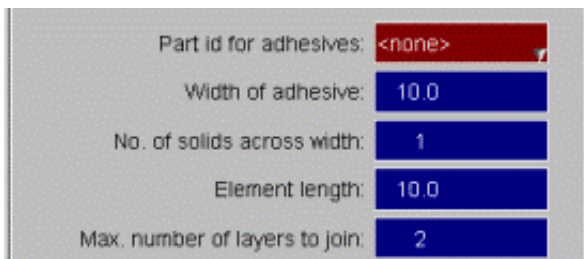 Part id for adhesives: <none>
Width of adhesive: 10.0
No. of solids across width: 1
Element length: 10.0
Max. number of layers to join: 2